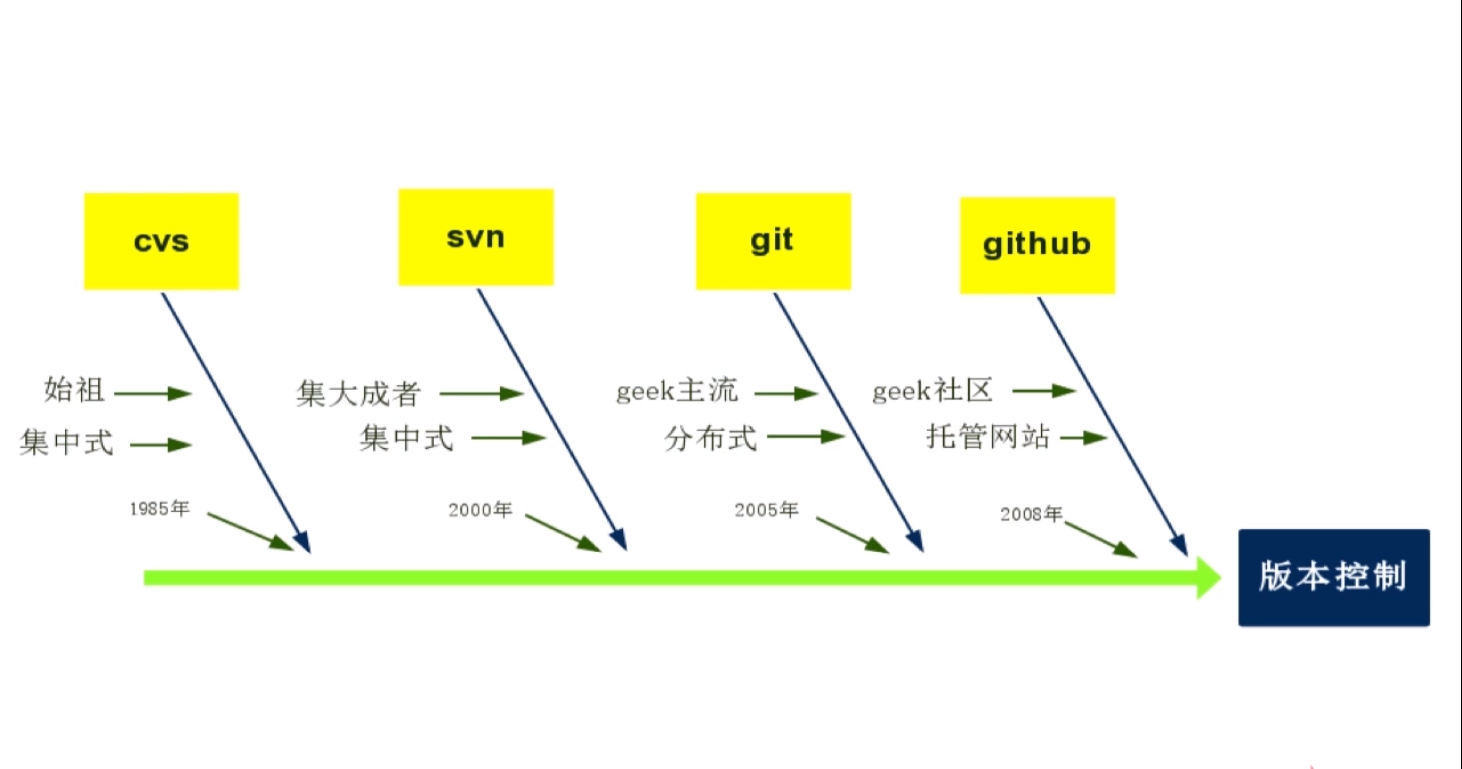 cvs
svn
git
github
始祖
集大成者
geek主流
geek社区
集中式
集中式
分布式
托管网站
1985年
2000年
2005年
2008年
版本控制